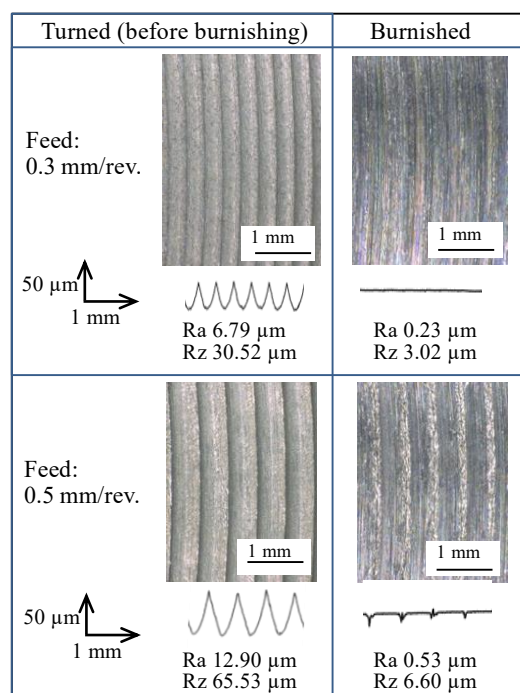 Turned (before burnishing)
Burnished
Feed:
0.3 mm/rev.
1 mm
1 mm
50 µm
1 mm
Ra 6.79 µm
Rz 30.52 µm
Ra 0.23 µm
Rz 3.02 µm
Feed:
0.5 mm/rev.
1 mm
1 mm
50 µm
1 mm
Ra 12.90 µm
Rz 65.53 µm
Ra 0.53 µm
Rz 6.60 µm